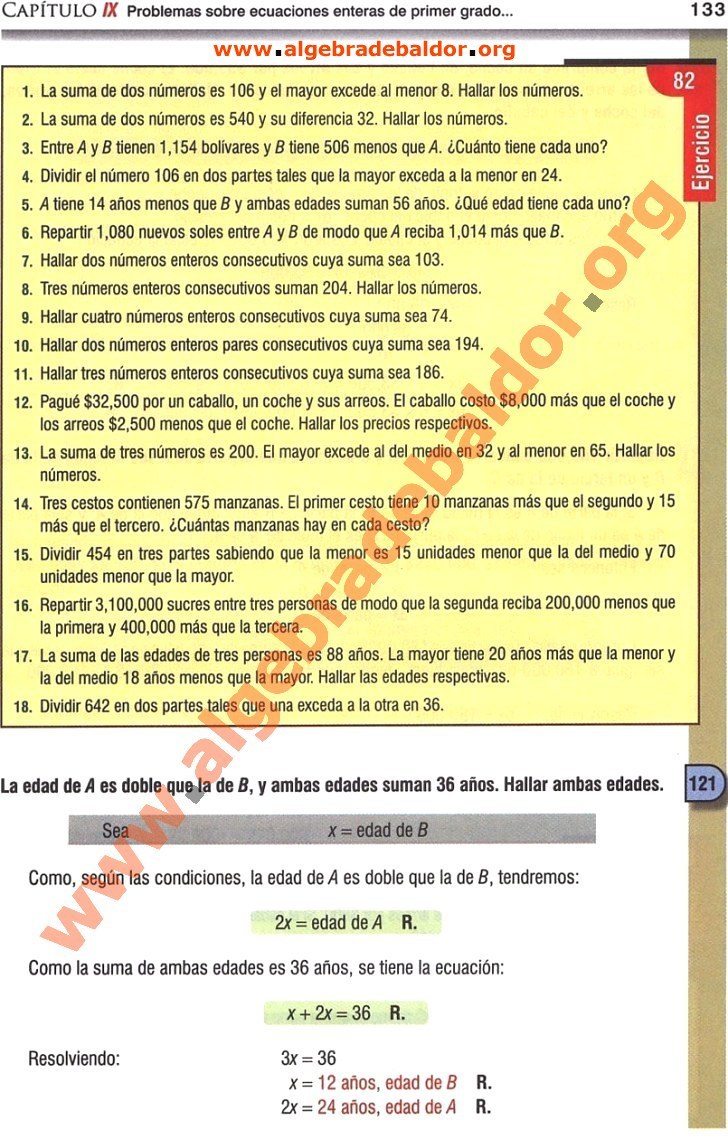 CAPÍTULO IX Problemas sobre ecuaciones enteras de primer grado... 133
www.algebradebaldor.org
82
Ejercicio
1. La suma de dos números es 106 y el mayor excede al menor 8. Hallar los números.
2. La suma de dos números es 540 y su diferencia 32. Hallar los números.
3. Entre A y B tienen 1,154 bolívares y B tiene 506 menos que A. ¿Cuánto tiene cada uno?
4. Dividir el número 106 en dos partes tales que la mayor exceda a la menor en 24.
5. A tiene 14 años menos que B y ambas edades suman 56 años. ¿Qué edad tiene cada uno?
6. Repartir 1,080 nuevos soles entre A y B de modo que A reciba 1,014 más que B.
7. Hallar dos números enteros consecutivos cuya suma sea 103.
8. Tres números enteros consecutivos suman 204. Hallar los números.
9. Hallar cuatro números enteros consecutivos cuya suma sea 74.
10. Hallar dos números enteros pares consecutivos cuya suma sea 194.
11. Hallar tres números enteros consecutivos cuya suma sea 186.
12. Pagué $32,500 por un caballo, un coche y sus arreos. El caballo costo $8,000 más que el coche y
los arreos $2,500 menos que el coche. Hallar los precios respectivos.
13. La suma de tres números es 200. El mayor excede al del medio en 32 y al menor en 65. Hallar los
números.
14. Tres cestos contienen 575 manzanas. El primer cesto tiene 10 manzanas más que el segundo y 15
más que el tercero. ¿Cuántas manzanas hay en cada cesto?
15. Dividir 454 en tres partes sabiendo que la menor es 15 unidades menor que la del medio y 70
unidades menor que la mayor.
16. Repartir 3,100,000 sucres entre tres personas de modo que la segunda reciba 200,000 menos que
la primera y 400,000 más que la tercera.
17. La suma de las edades de tres personas es 88 años. La mayor tiene 20 años más que la menor y
la del medio 18 años menos que la mayor. Hallar las edades respectivas.
18. Dividir 642 en dos partes tales que una exceda a la otra en 36.
www.algebradebaldor.org
La edad de A es doble que la de B, y ambas edades suman 36 años. Hallar ambas edades. 121
Sea x = edad de B
Como, según las condiciones, la edad de A es doble que la de B, tendremos:
2x = edad de A R.
Como la suma de ambas edades es 36 años, se tiene la ecuación:
x + 2x = 36 R.
Resolviendo: 3x = 36
x = 12 años, edad de B R.
2x = 24 años, edad de A R.